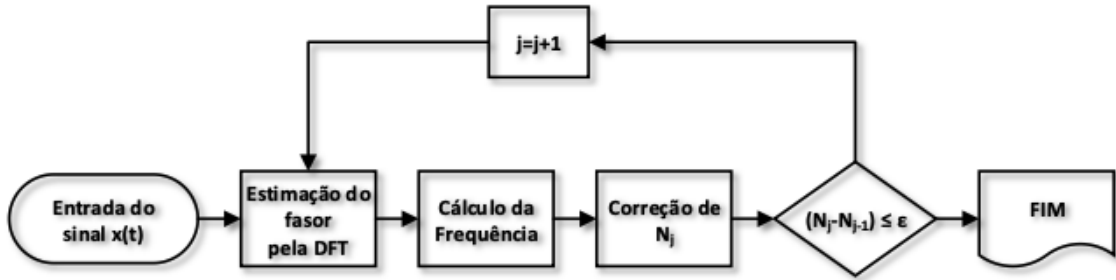 j=j+1
Entrada do
sinal x(t)
Estimação do
fasor
pela DFT
Cálculo da
Frequência
Correção de
Nj
(Nj-Nj-1) ≤ ε
FIM